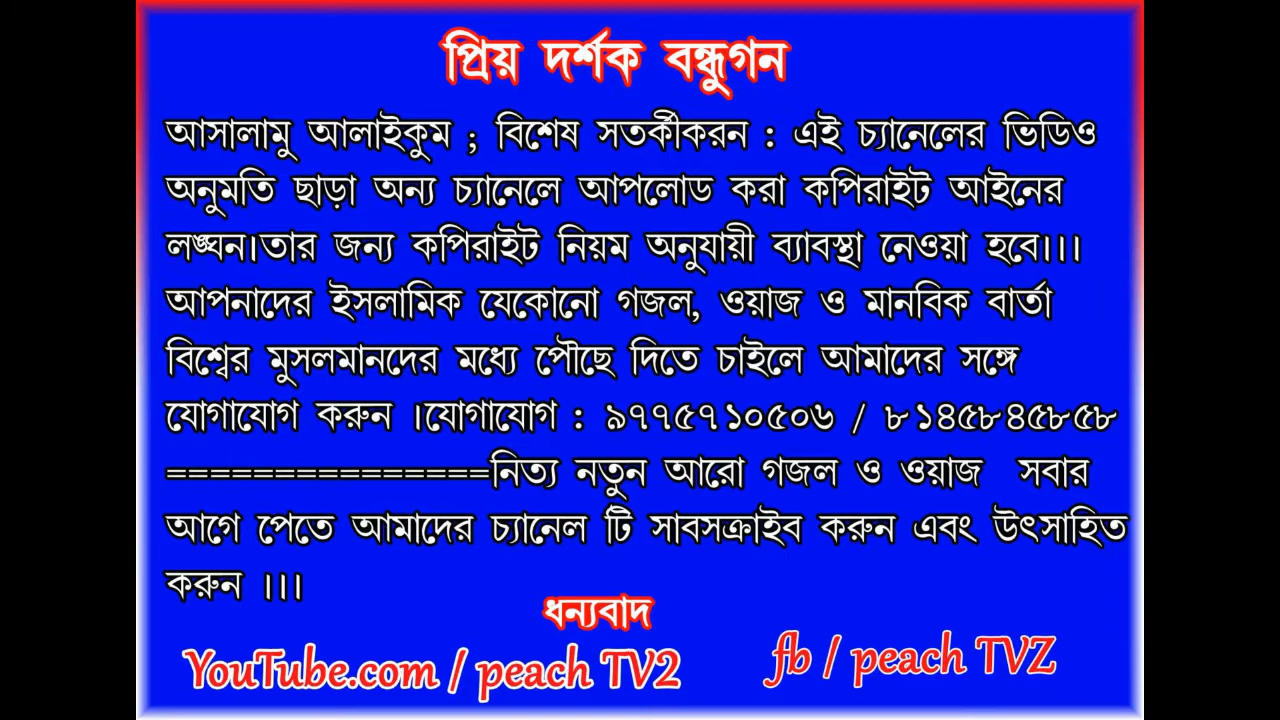 প্রিয় দর্শক বন্ধুগন
আসালামু আলাইকুম ; বিশেষ সতর্কীকরন : এই চ্যানেলের ভিডিও
অনুমতি ছাড়া অন্য চ্যানেলে আপলোড করা কপিরাইট আইনের
লঙ্ঘন।তার জন্য কপিরাইট নিয়ম অনুযায়ী ব্যাবস্থা নেওয়া হবে।।।
আপনাদের ইসলামিক যেকোনো গজল, ওয়াজ ও মানবিক বার্তা
বিশ্বের মুসলমানদের মধ্যে পৌছে দিতে চাইলে আমাদের সঙ্গে
যোগাযোগ করুন ।যোগাযোগ : ৯৭৭৫৭১০৫০৬ / ৮১৪৫৮৪৫৮৫৮
===============নিত্য নতুন আরো গজল ও ওয়াজ সবার
আগে পেতে আমাদের চ্যানেল টি সাবসক্রাইব করুন এবং উৎসাহিত
করুন ।।।
ধন্যবাদ
YouTube.com / peach TV2
fb / peach TVZ